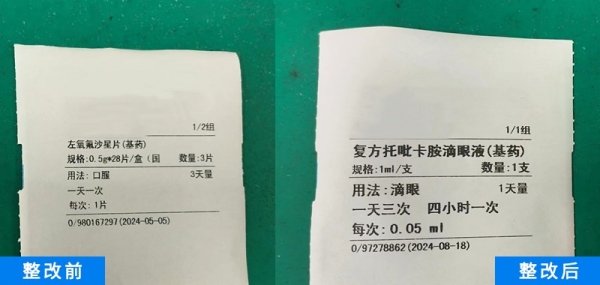 1/2组
左氧氟沙星片(基药)
规格:0.5g*28片/盒（国 数量:3片
用法: 口服 3天量
一天一次
每次: 1片
0/980167297(2024-05-05)
整改前
1/1组
复方托吡卡胺滴眼液(基药)
规格:1ml/支 数量:1支
用法: 滴眼 1天量
一天三次 四小时一次
每次: 0.05 ml
0/97278862(2024-08-18)
整改后